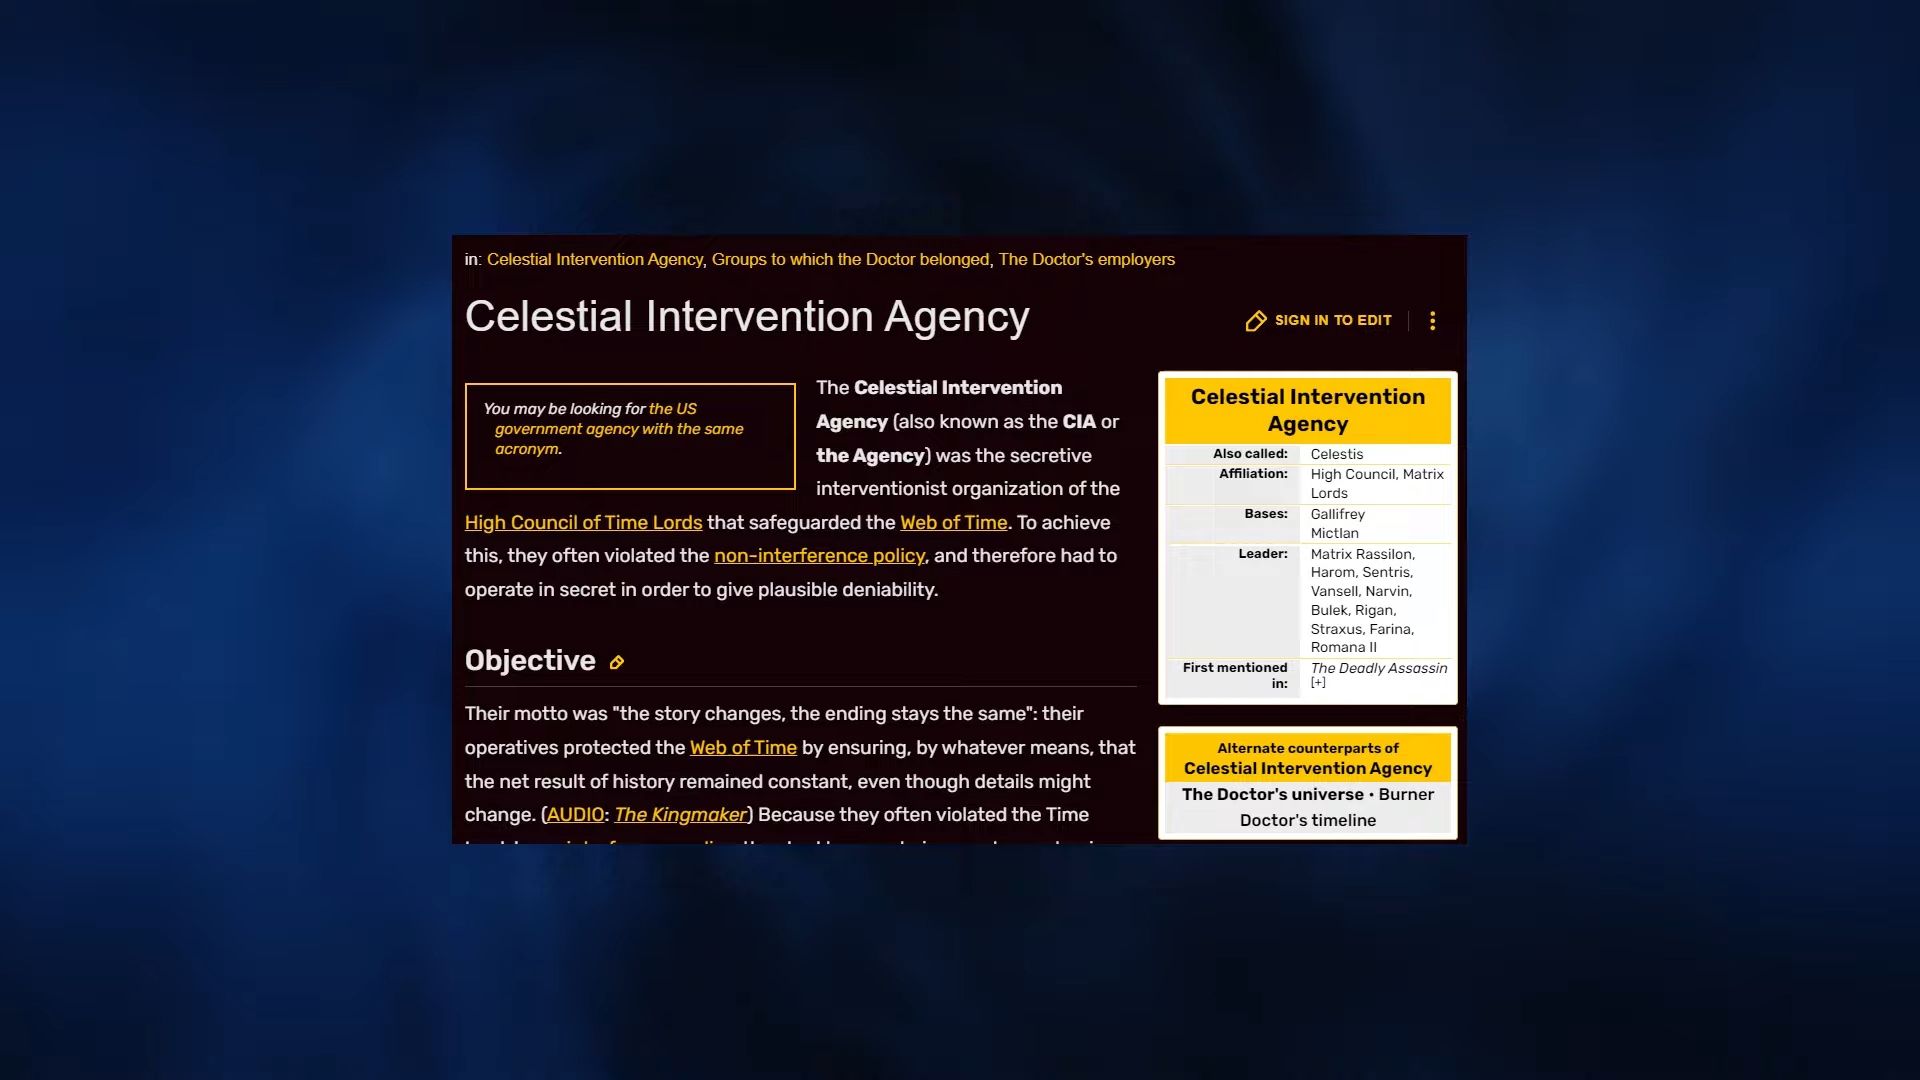 in: Celestial Intervention Agency, Groups to which the Doctor belonged, The Doctor's employers
Celestial Intervention Agency
SIGN IN TO EDIT
You may be looking for the US
government agency with the same
acronym.
The Celestial Intervention
Agency (also known as the CIA or
the Agency) was the secretive
interventionist organization of the
High Council of Time Lords that safeguarded the Web of Time. To achieve
this, they often violated the non-interference policy, and therefore had to
operate in secret in order to give plausible deniability.
Objective
Their motto was "the story changes, the ending stays the same": their
operatives protected the Web of Time by ensuring, by whatever means, that
the net result of history remained constant, even though details might
change. (AUDIO: The Kingmaker) Because they often violated the Time
Celestial Intervention
Agency
Also called: Celestis
Affiliation: High Council, Matrix
Lords
Bases: Gallifrey
Mictlan
Leader: Matrix Rassilon,
Harom, Sentris,
Vansell, Narvin,
Bulek, Rigan,
Straxus, Farina,
Romana II
First mentioned The Deadly Assassin
in: [+]
Alternate counterparts of
Celestial Intervention Agency
The Doctor's universe • Burner
Doctor's timeline